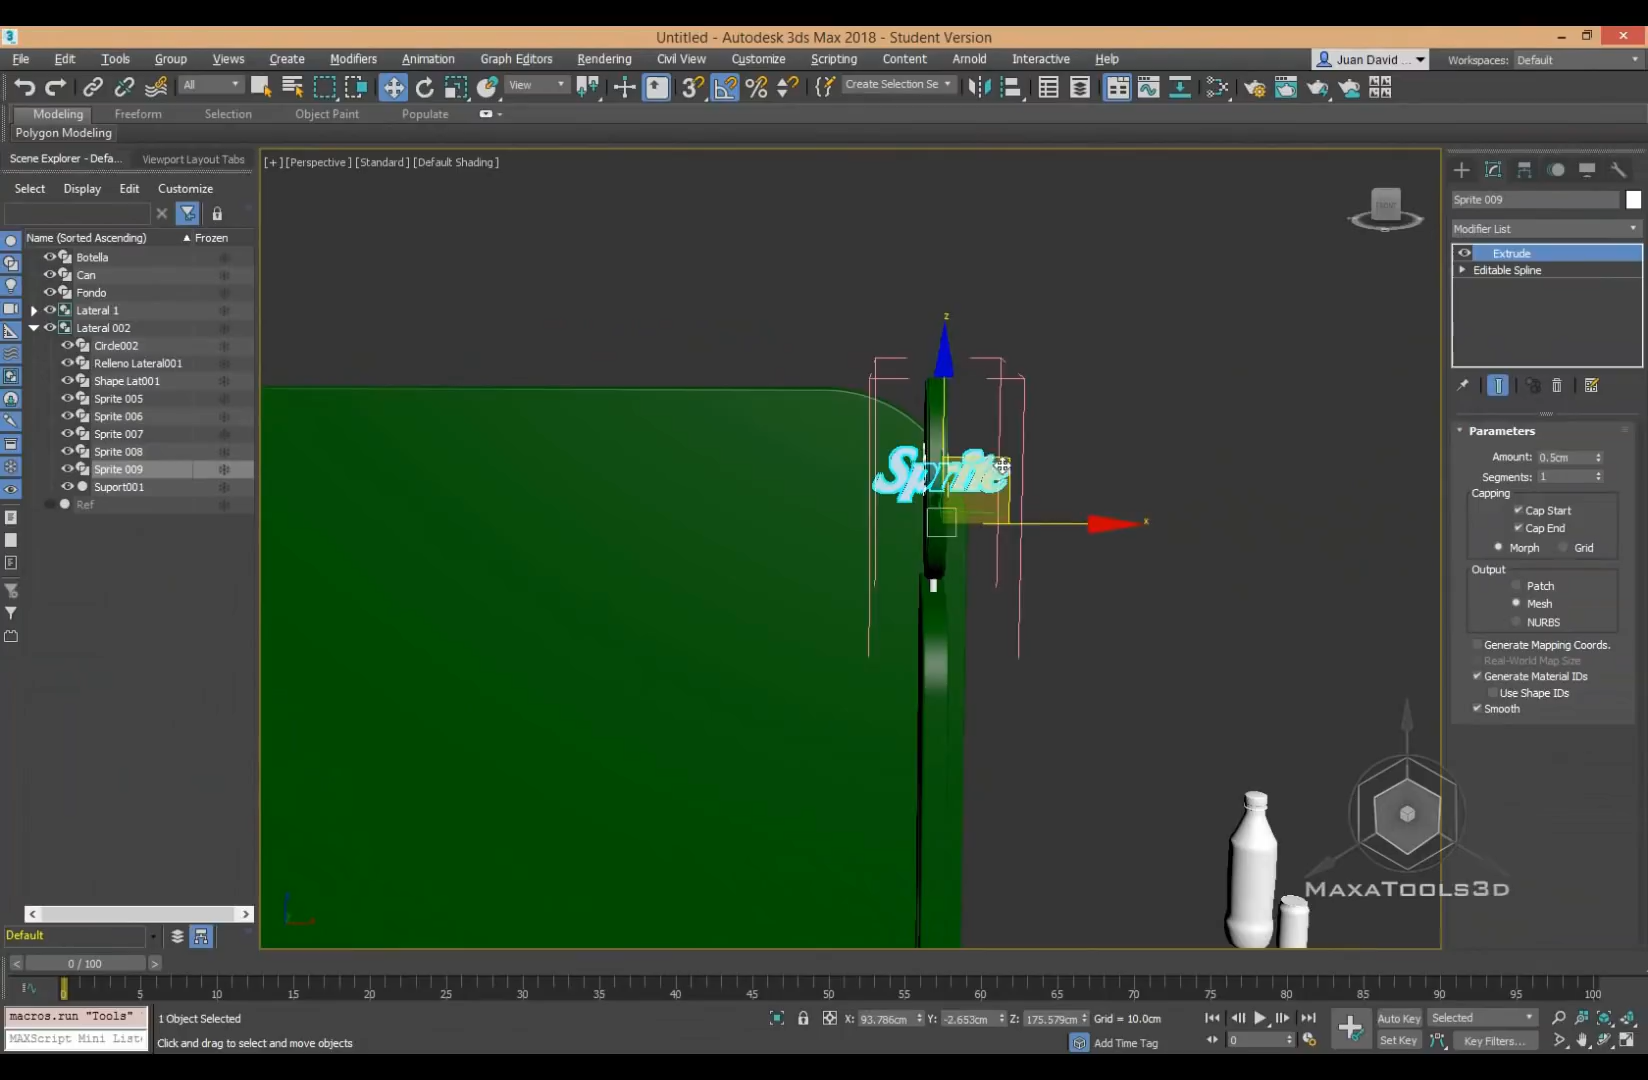 Untitled - Autodesk 3ds Max 2018 - Student Version
File Edit Tools Group Views Create Modifiers Animation Graph Editors Rendering Civil View Customize Scripting Content Arnold Interactive Help Juan David ... Workspaces: Default
All View Create Selection Se
Modeling Freeform Selection Object Paint Populate
Polygon Modeling
Scene Explorer - Defa... Viewport Layout Tabs
[+] [Perspective] [Standard] [Default Shading]
Select Display Edit Customize
Name (Sorted Ascending) Frozen
Botella
Can
Fondo
Lateral 1
Lateral 002
Circle002
Relleno Lateral001
Shape Lat001
Sprite 005
Sprite 006
Sprite 007
Sprite 008
Sprite 009
Suport001
Ref
FRONT
z
Sprite
x
Sprite 009
Modifier List
Extrude
Editable Spline
Parameters
Amount: 0.5cm
Segments: 1
Capping
Cap Start
Cap End
Morph Grid
Output
Patch
Mesh
NURBS
Generate Mapping Coords.
Real-World Map Size
Generate Material IDs
Use Shape IDs
Smooth
MAXATOOLS3D
Default
< 0 / 100 >
0 5 10 15 20 25 30 35 40 45 50 55 60 65 70 75 80 85 90 95 100
macros.run "Tools" 1 Object Selected X: 93.786cm Y: -2.653cm Z: 175.579cm Grid = 10.0cm Auto Key Selected
MAXScript Mini List Click and drag to select and move objects Add Time Tag 0 Set Key Key Filters...